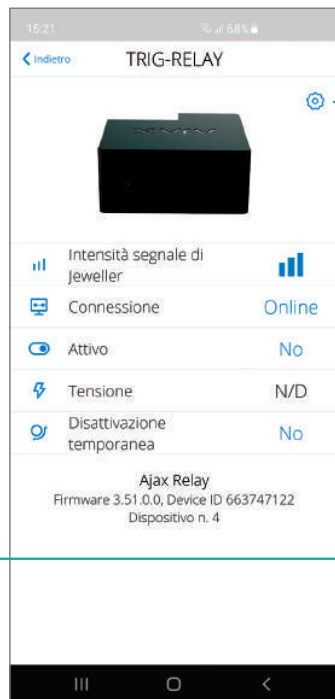 15:21
68%
Indietro
TRIG-RELAY
AJAX
Intensità segnale di
Jeweller
Connessione
Online
Attivo
No
Tensione
N/D
Disattivazione
temporanea
No
Ajax Relay
Firmware 3.51.0.0, Device ID 663747122
Dispositivo n. 4